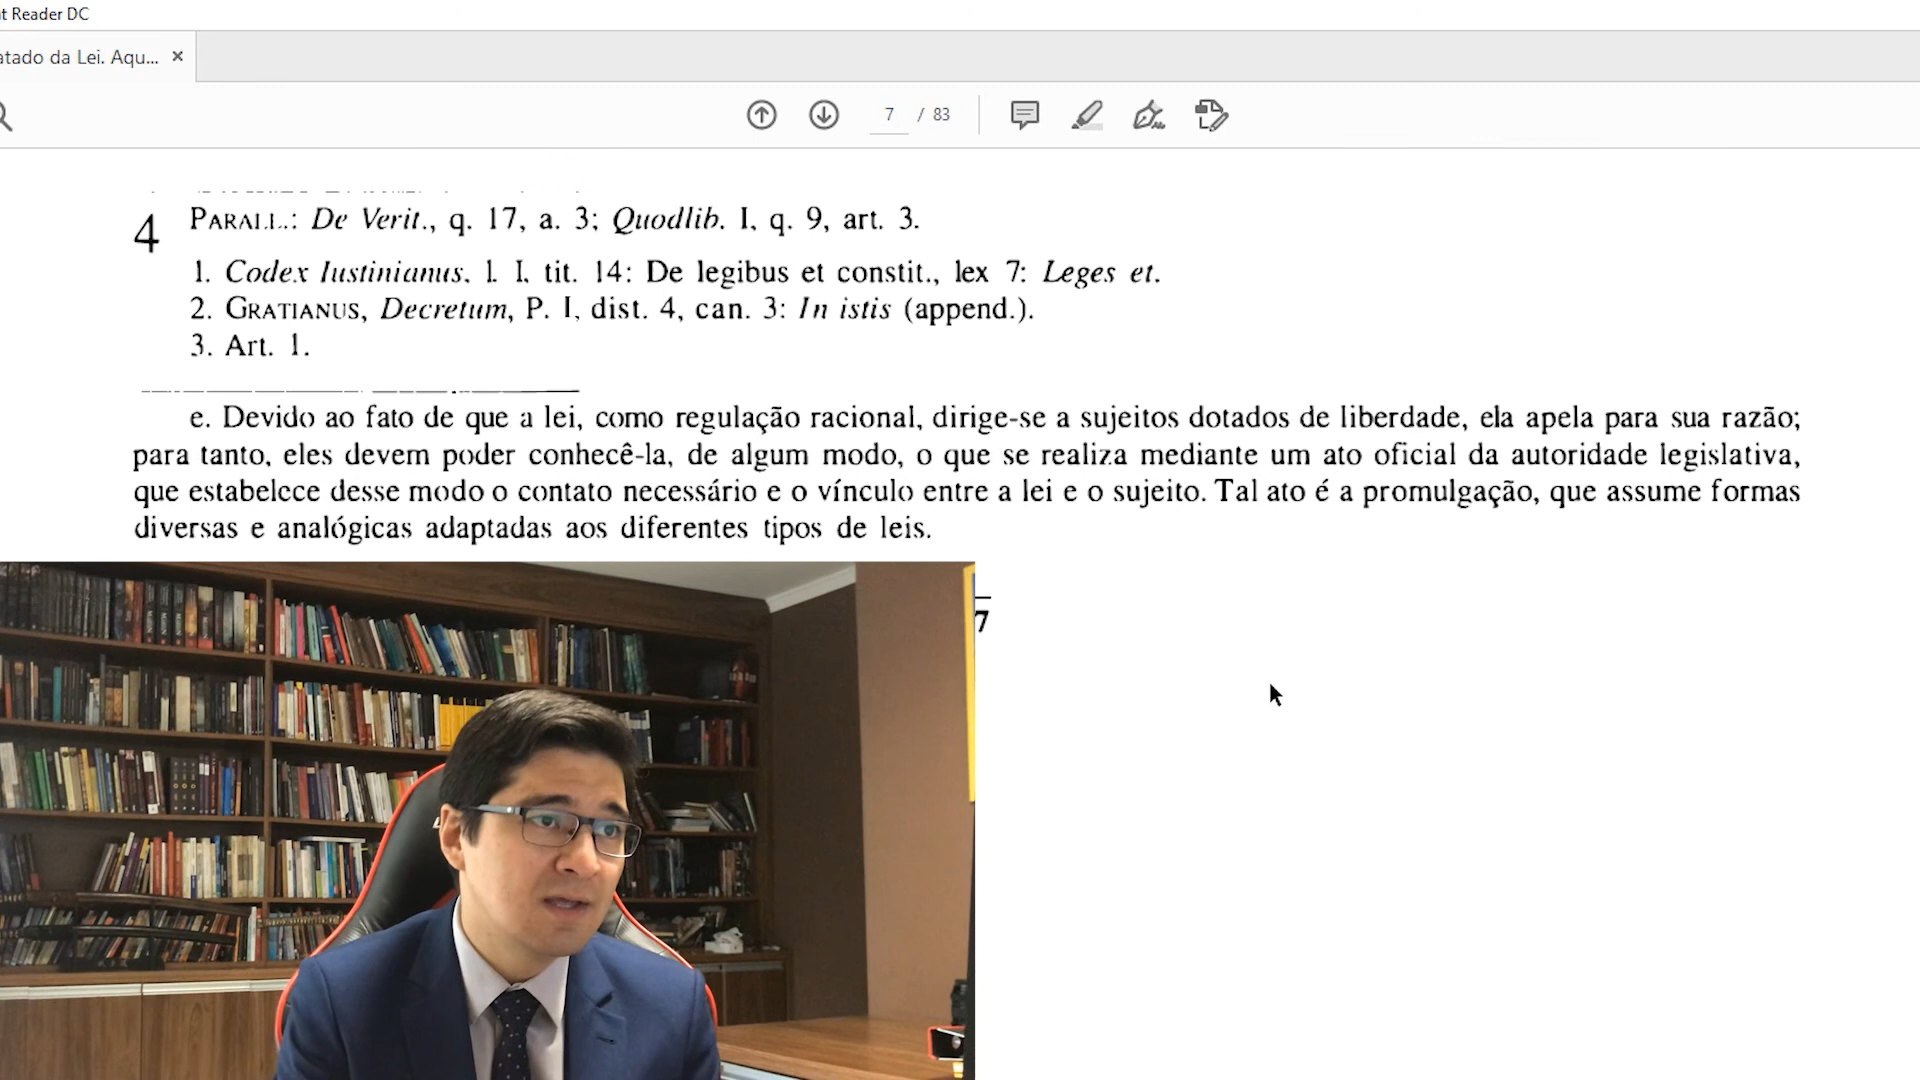 t Reader DC
atado da Lei. Aqu... ×
7 / 83
4 PARALL.: De Verit., q. 17, a. 3; Quodlib. I, q. 9, art. 3.
1. Codex Iustinianus, l. I, tit. 14: De legibus et constit., lex 7: Leges et.
2. GRATIANUS, Decretum, P. I, dist. 4, can. 3: In istis (append.).
3. Art. 1.
e. Devido ao fato de que a lei, como regulação racional, dirige-se a sujeitos dotados de liberdade, ela apela para sua razão;
para tanto, eles devem poder conhecê-la, de algum modo, o que se realiza mediante um ato oficial da autoridade legislativa,
que estabelece desse modo o contato necessário e o vínculo entre a lei e o sujeito. Tal ato é a promulgação, que assume formas
diversas e analógicas adaptadas aos diferentes tipos de leis.
7